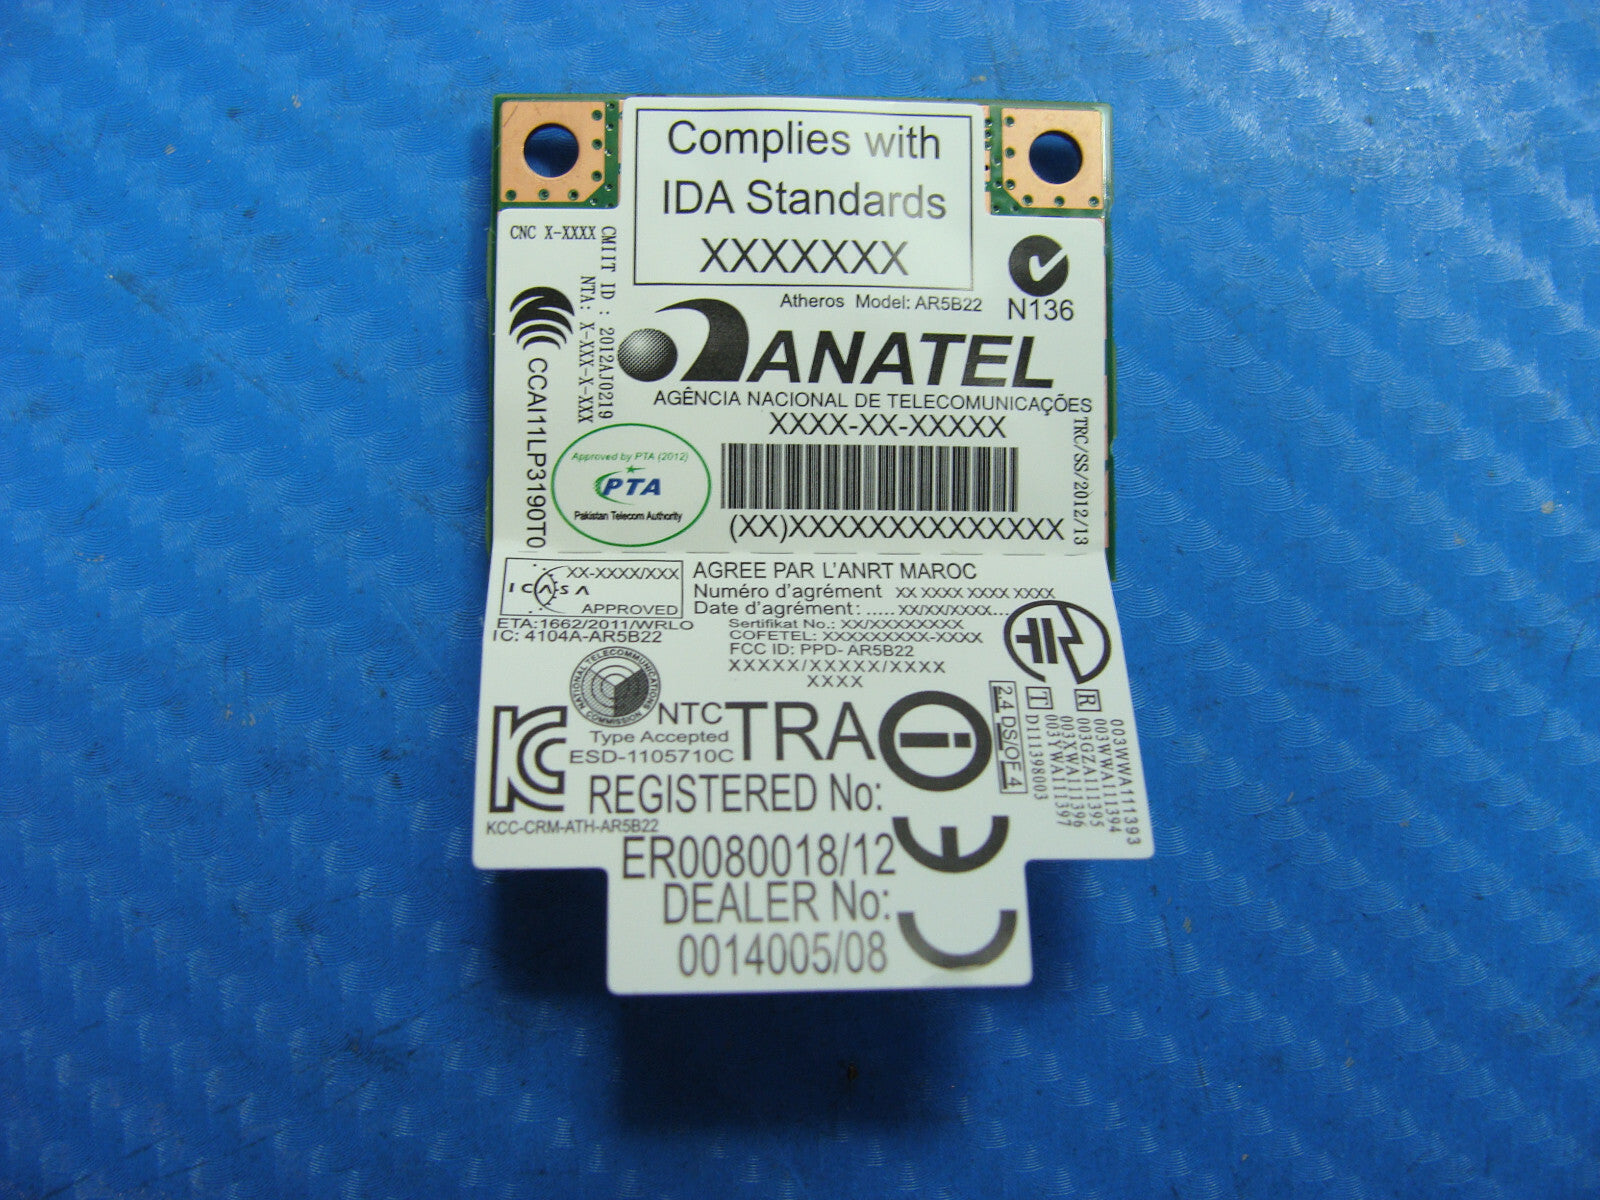 Complies with
IDA Standards
XXXXXXX
CNC X-XXXX
CMIIT ID : 2012AJ0219
NTA: X-XXX-X-XXX
CCAI11LP3190T0
Atheros Model: AR5B22
N136
ANATEL
AGÊNCIA NACIONAL DE TELECOMUNICAÇÕES
XXXX-XX-XXXXX
(XX)XXXXXXXXXXXXXX
TRC/SS/2012/13
Approved by PTA (2012)
PTA
Pakistan Telecom Authority
XX-XXXX/XXX
ICASA
APPROVED
ETA:1662/2011/WRLO
IC: 4104A-AR5B22
AGREE PAR L'ANRT MAROC
Numéro d'agrément XX XXXX XXXX XXXX
Date d'agrément: ..... XX/XX/XXXX....
Sertifikat No.: XX/XXXXXXXX
COFETEL: XXXXXXXXX-XXXX
FCC ID: PPD- AR5B22
XXXXX/XXXXX/XXXX
XXXX
NATIONAL TELECOMMUNICATIONS COMMISSION
NTC
Type Accepted
ESD-1105710C
KCC-CRM-ATH-AR5B22
TRA
REGISTERED No:
ER0080018/12
DEALER No:
0014005/08
CE
2.4 DS/OF 4
T D111398003
R 003WWA111393
003WWA111394
003GZA111395
003XWA111396
003YWA111397